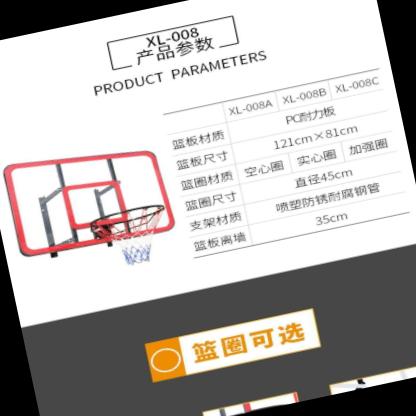 XL-008
产品参数
PRODUCT PARAMETERS
XL-008A XL-008B XL-008C
篮板材质 PC耐力板
篮板尺寸 121cm×81cm
篮圈材质 空心圈 实心圈 加强圈
篮圈尺寸 直径45cm
支架材质 喷塑防锈耐腐钢管
篮板离墙 35cm
篮圈可选